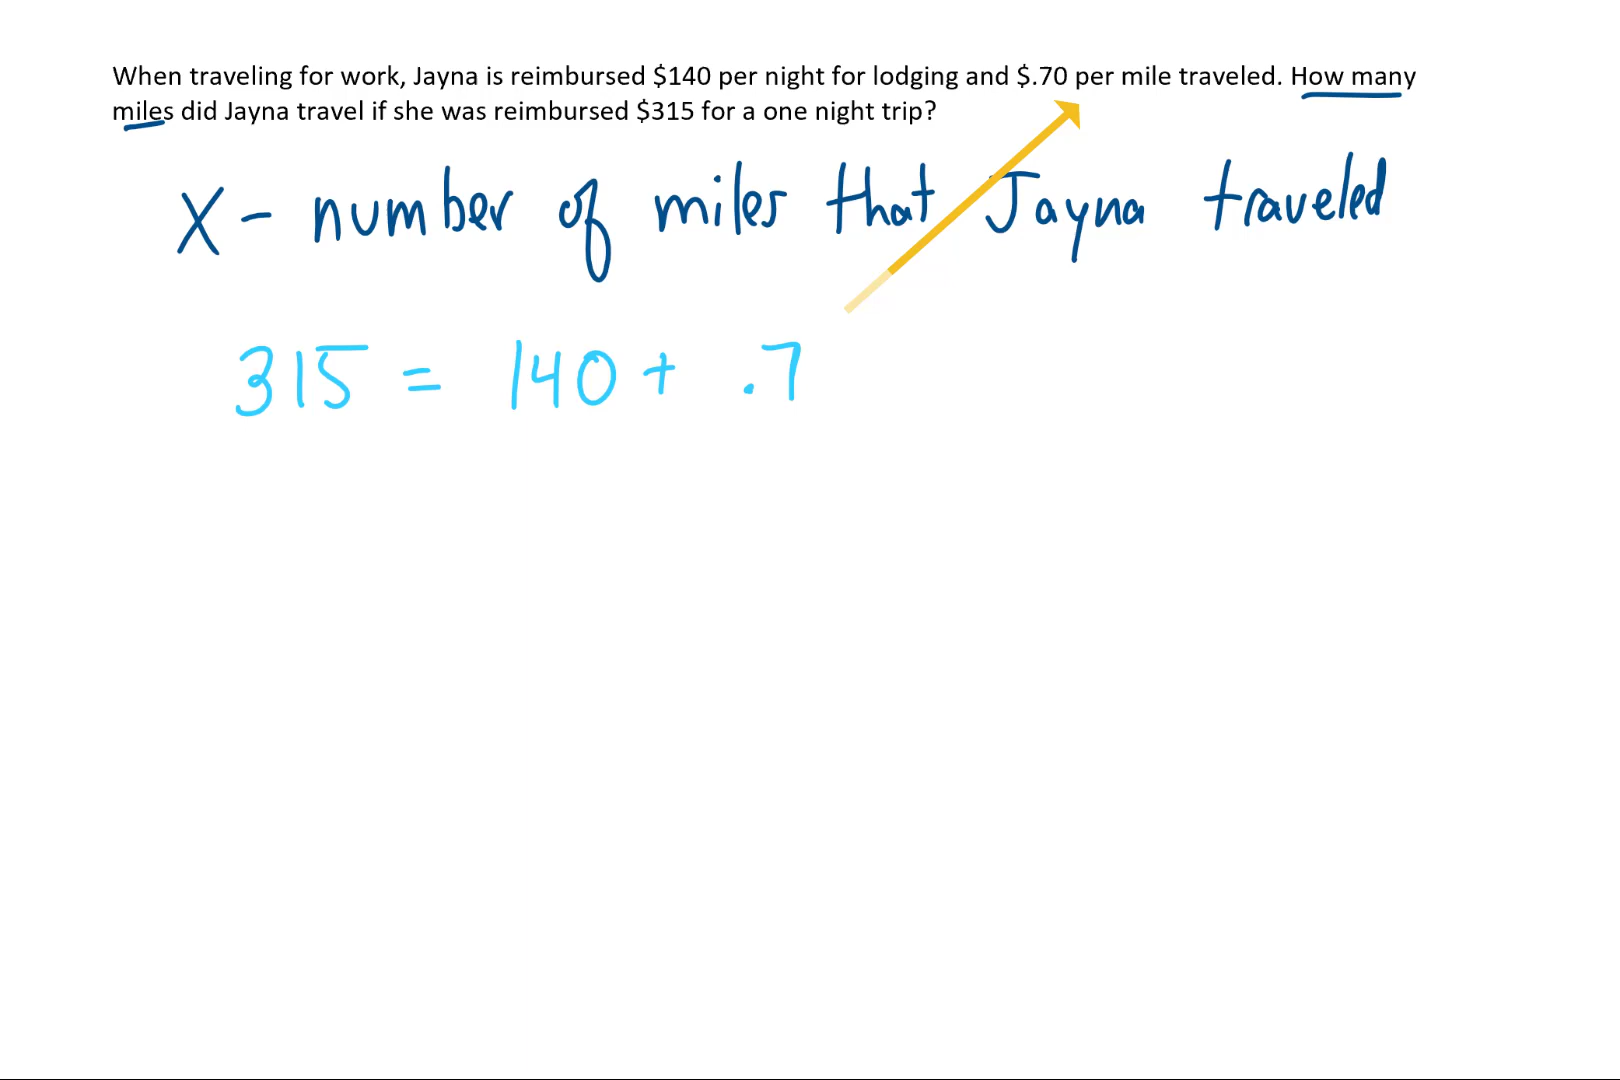 When traveling for work, Jayna is reimbursed $140 per night for lodging and $.70 per mile traveled. How many
miles did Jayna travel if she was reimbursed $315 for a one night trip?
X - number of miles that Jayna traveled
315 = 140 + .7